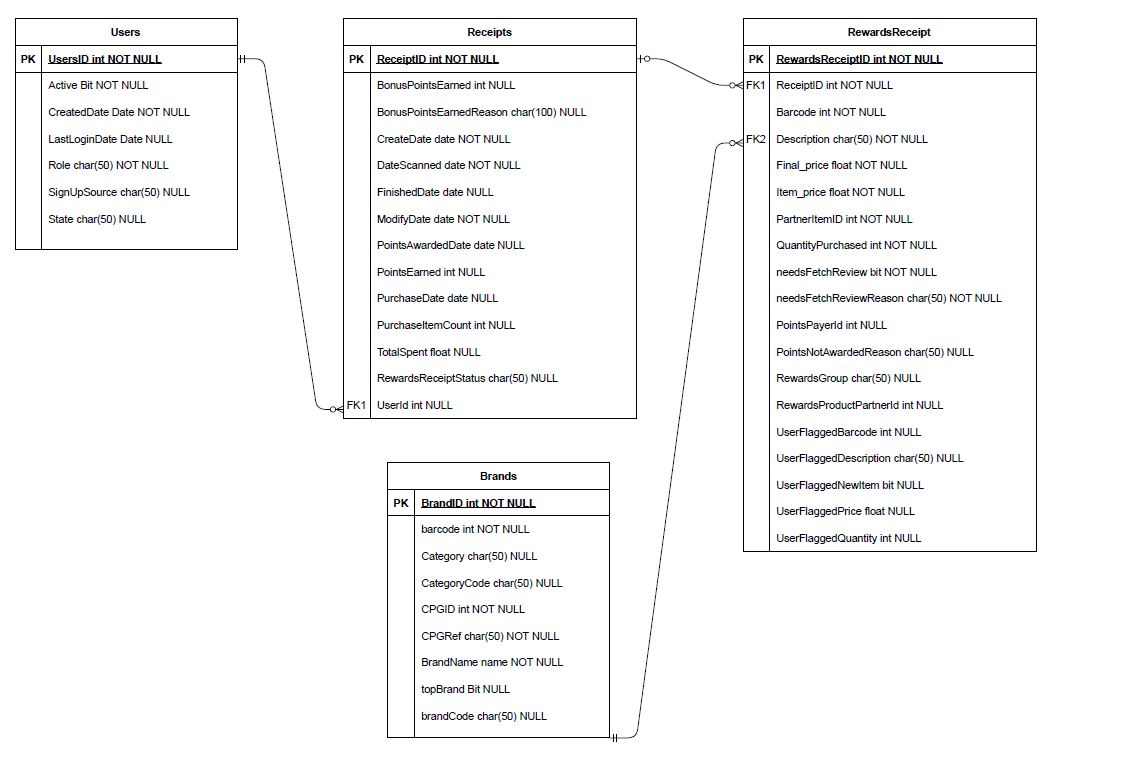 Users
PK UsersID int NOT NULL
Active Bit NOT NULL
CreatedDate Date NOT NULL
LastLoginDate Date NULL
Role char(50) NOT NULL
SignUpSource char(50) NULL
State char(50) NULL
Receipts
PK ReceiptID int NOT NULL
BonusPointsEarned int NULL
BonusPointsEarnedReason char(100) NULL
CreateDate date NOT NULL
DateScanned date NOT NULL
FinishedDate date NULL
ModifyDate date NOT NULL
PointsAwardedDate date NULL
PointsEarned int NULL
PurchaseDate date NULL
PurchaseItemCount int NULL
TotalSpent float NULL
RewardsReceiptStatus char(50) NULL
FK1 UserId int NULL
RewardsReceipt
PK RewardsReceiptID int NOT NULL
FK1 ReceiptID int NOT NULL
Barcode int NOT NULL
FK2 Description char(50) NOT NULL
Final_price float NOT NULL
Item_price float NOT NULL
PartnerItemID int NOT NULL
QuantityPurchased int NOT NULL
needsFetchReview bit NOT NULL
needsFetchReviewReason char(50) NOT NULL
PointsPayerId int NULL
PointsNotAwardedReason char(50) NULL
RewardsGroup char(50) NULL
RewardsProductPartnerId int NULL
UserFlaggedBarcode int NULL
UserFlaggedDescription char(50) NULL
UserFlaggedNewItem bit NULL
UserFlaggedPrice float NULL
UserFlaggedQuantity int NULL
Brands
PK BrandID int NOT NULL
barcode int NOT NULL
Category char(50) NULL
CategoryCode char(50) NULL
CPGID int NOT NULL
CPGRef char(50) NOT NULL
BrandName name NOT NULL
topBrand Bit NULL
brandCode char(50) NULL